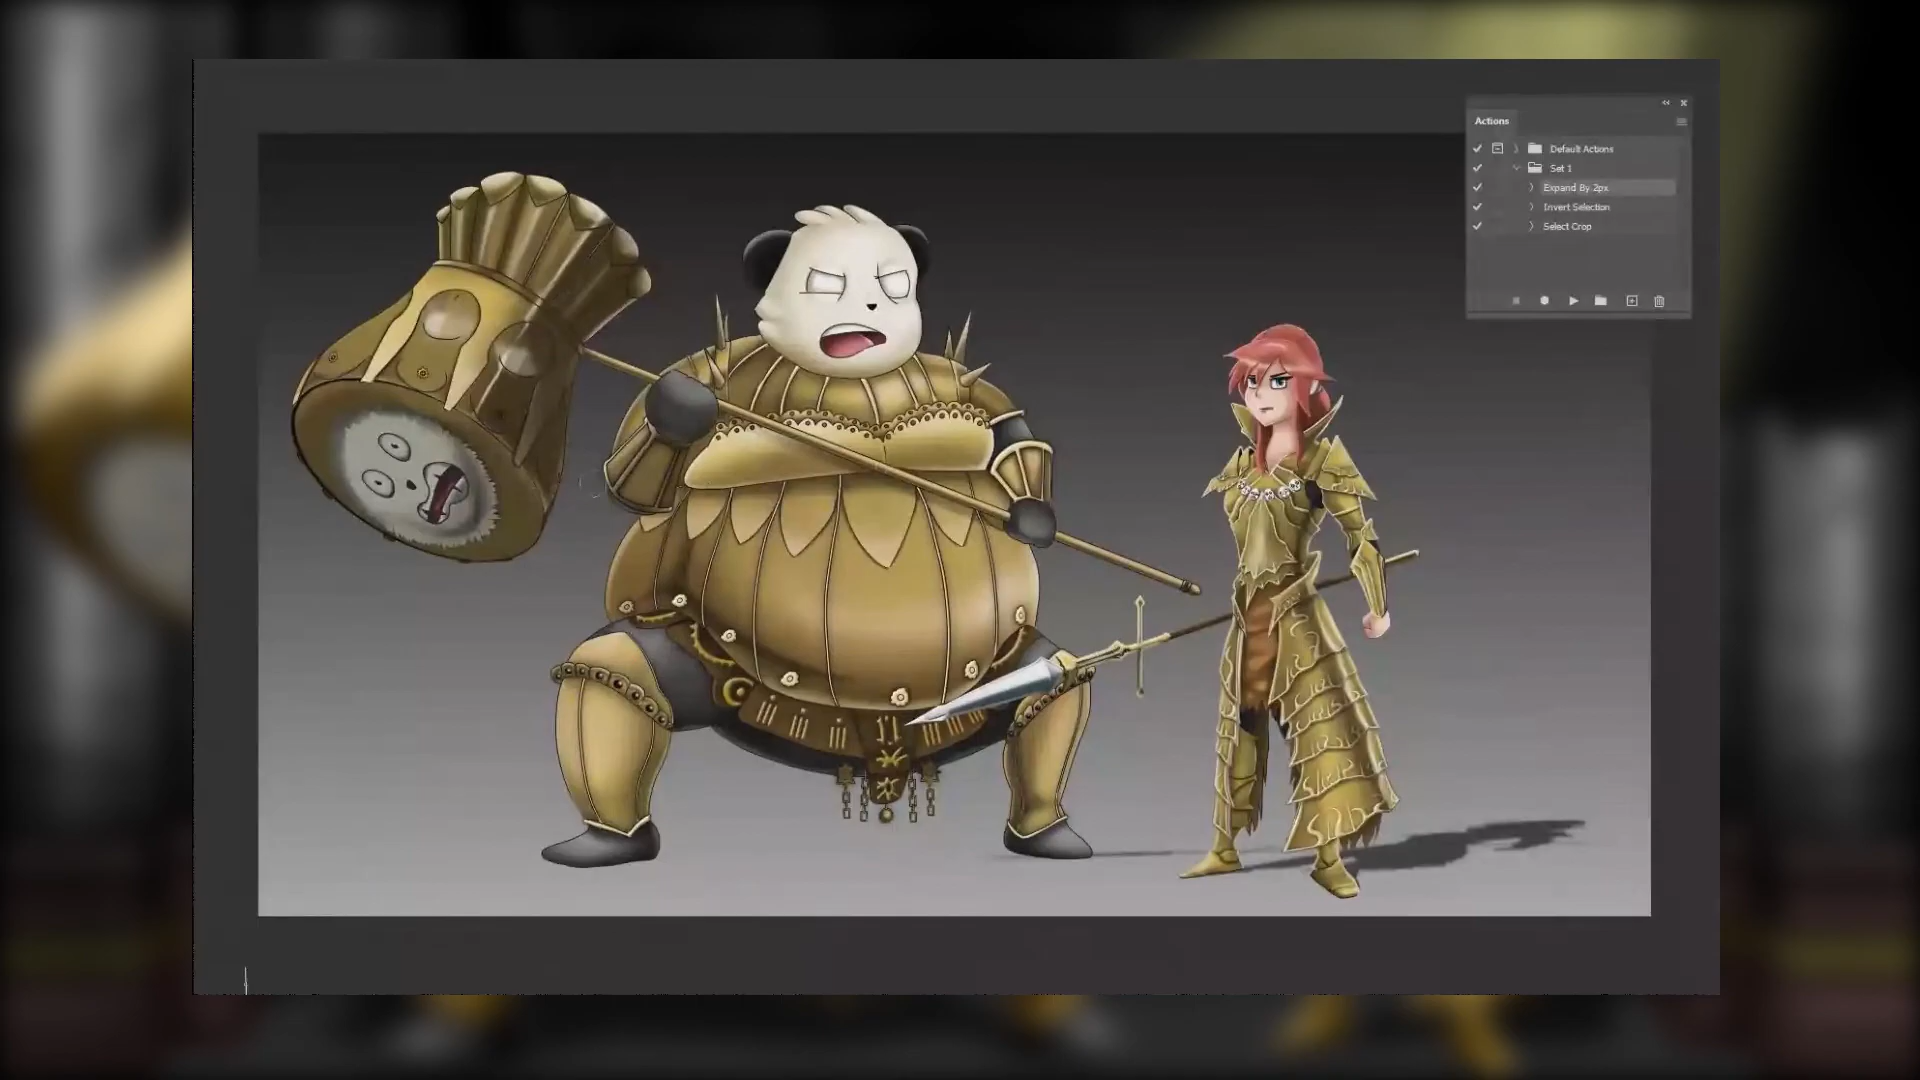 Actions
Default Actions
Set 1
Expand By 2px
Invert Selection
Select Crop